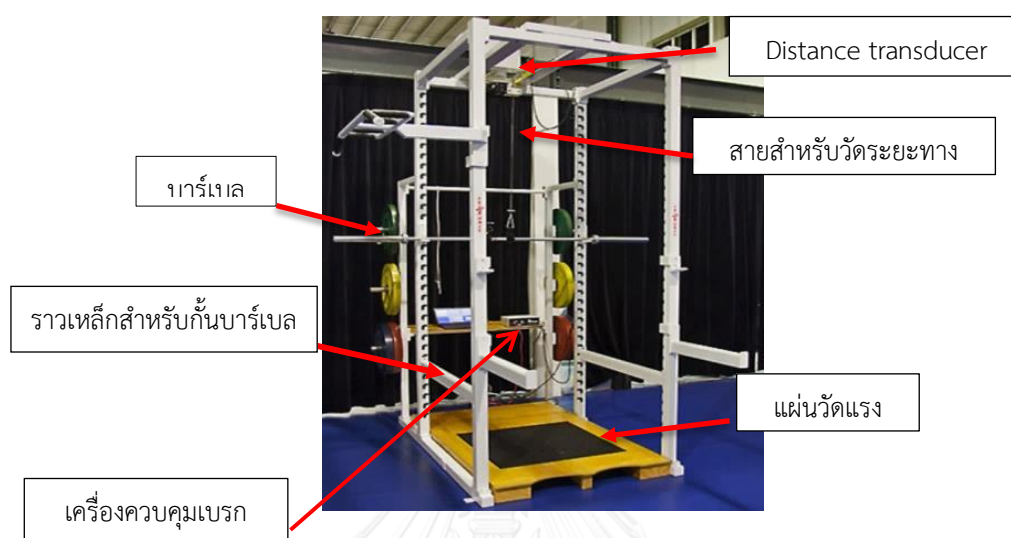 Distance transducer
สายสำหรับวัดระยะทาง
บาร์เบล
ราวเหล็กสำหรับกั้นบาร์เบล
แผ่นวัดแรง
เครื่องควบคุมเบรก